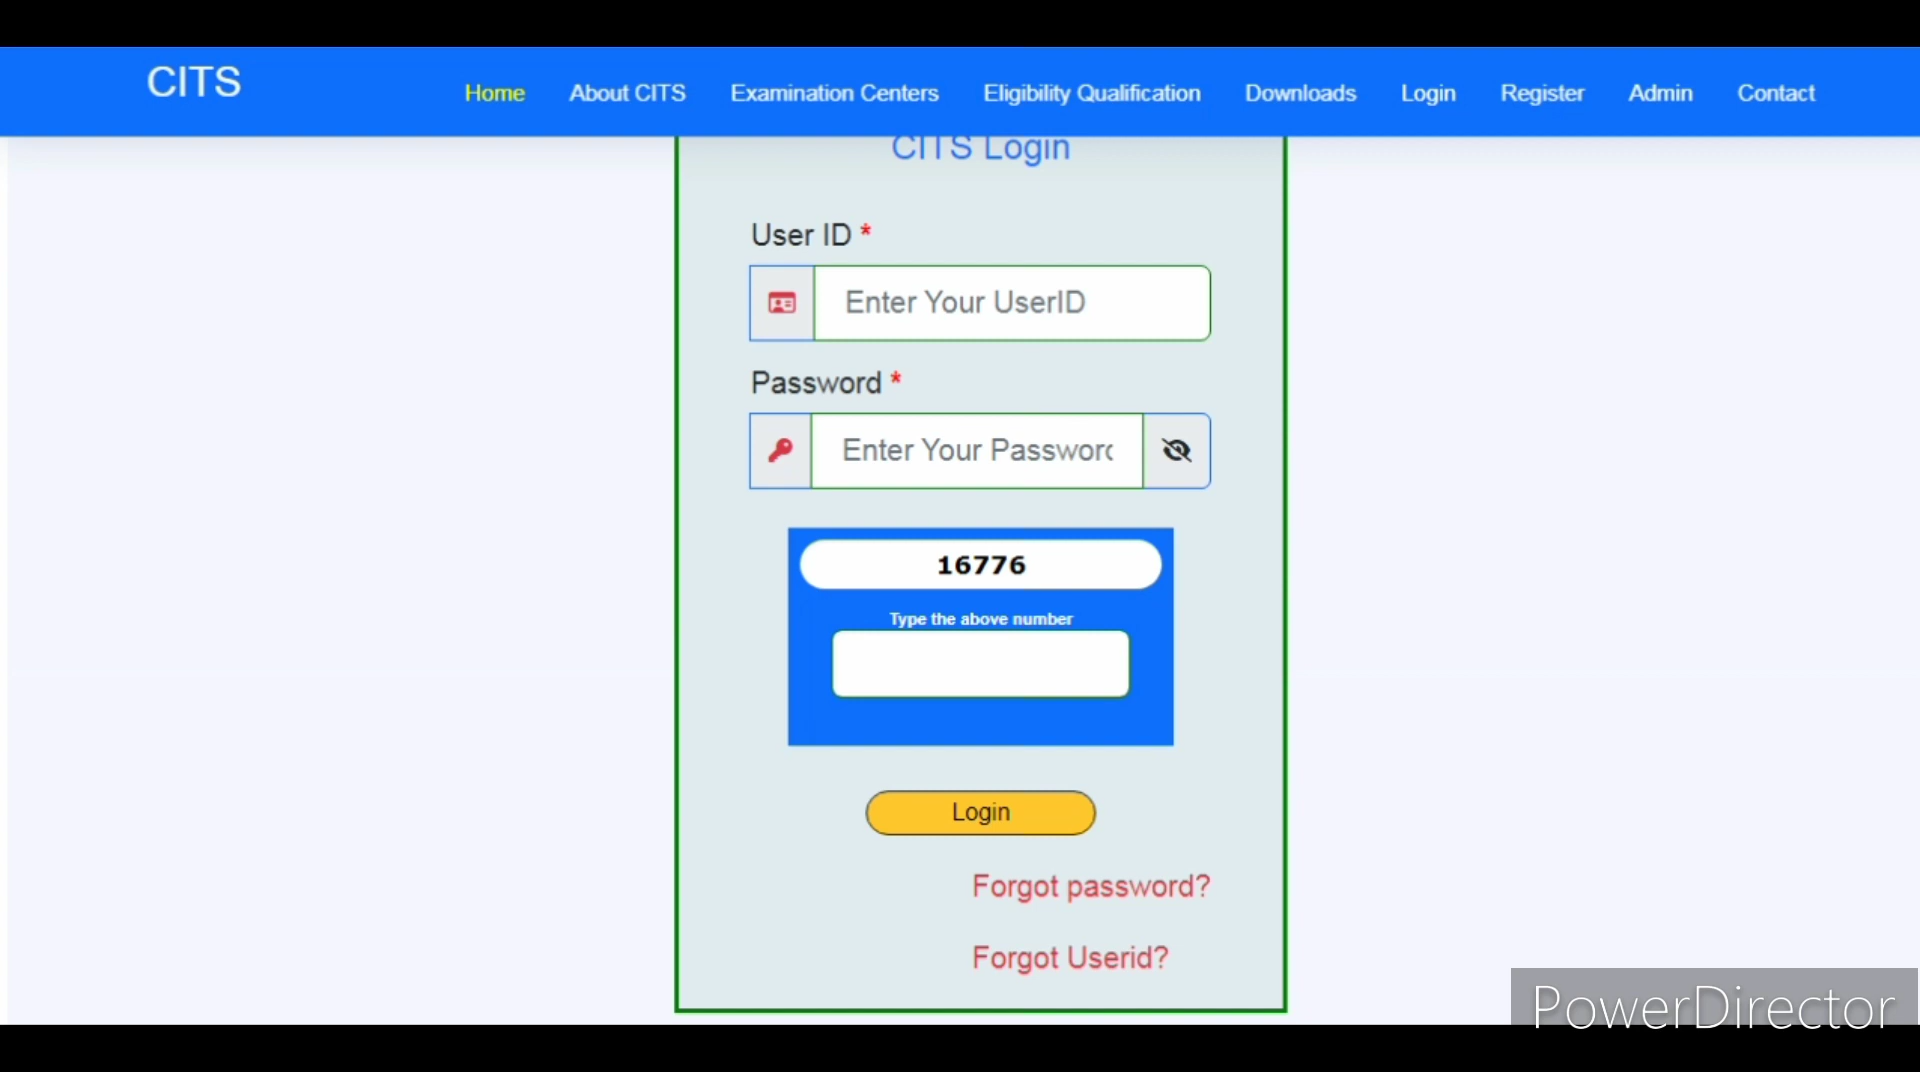 CITS
Home About CITS Examination Centers Eligibility Qualification Downloads Login Register Admin Contact
CITS Login
User ID *
Enter Your UserID
Password *
Enter Your Password
16776
Type the above number
Login
Forgot password?
Forgot Userid?
PowerDirector